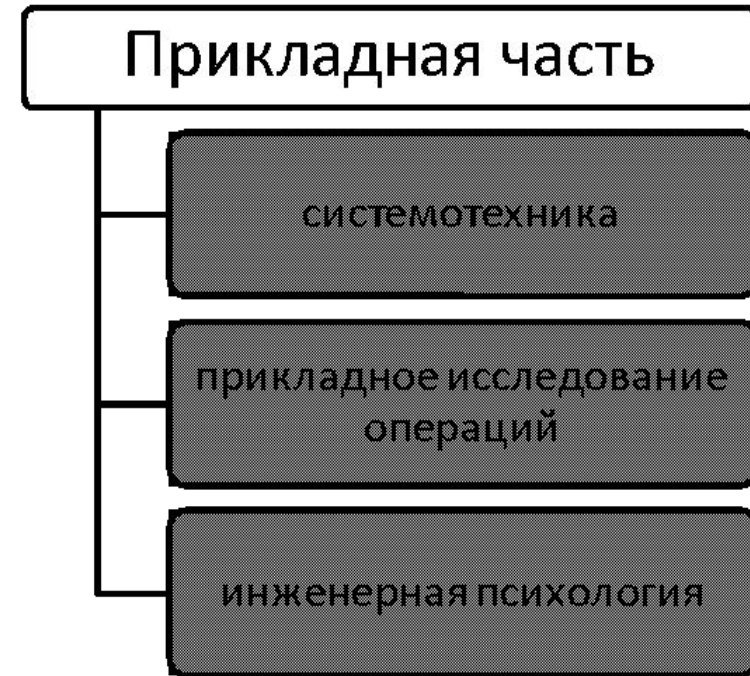 Прикладная часть
системотехника
прикладное исследование
операций
инженерная психология